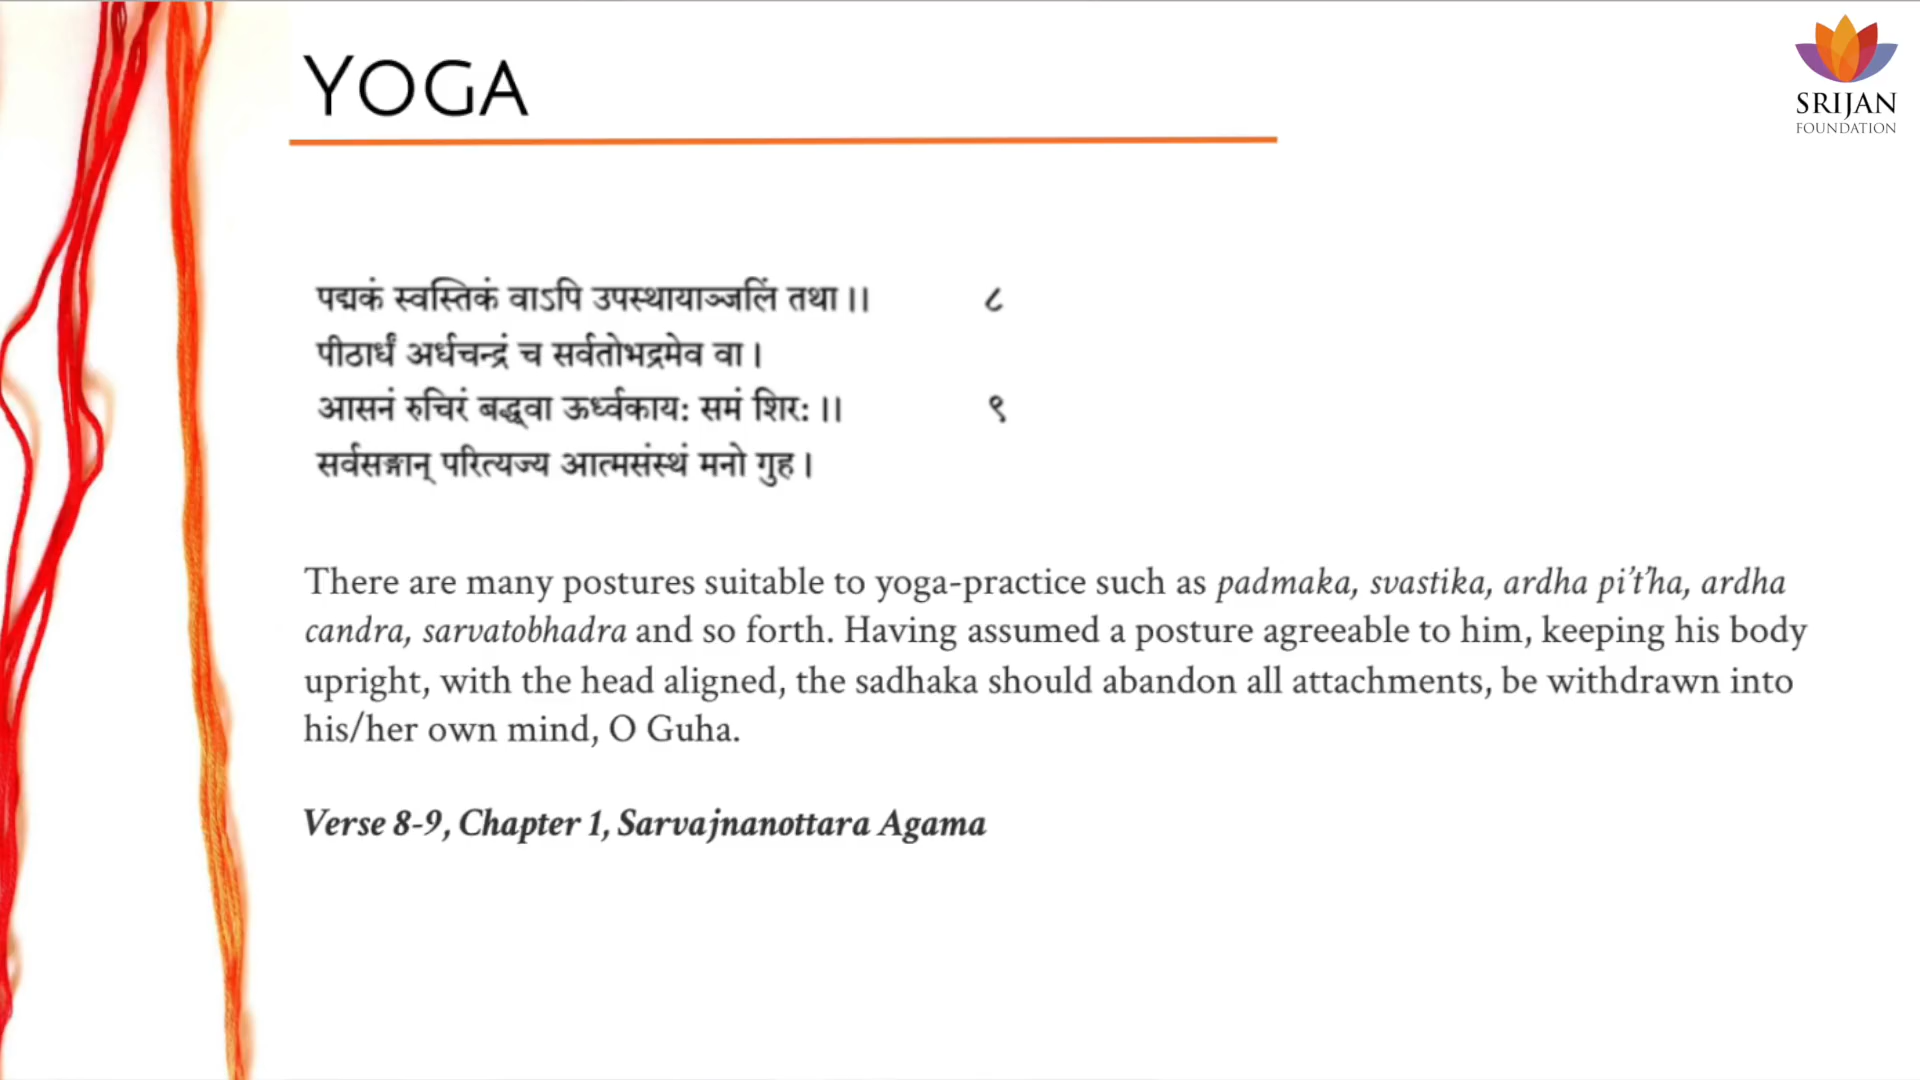 YOGA
SRIJAN
FOUNDATION
पद्मकं स्वस्तिकं वाऽपि उपस्थायाञ्जलिं तथा।। ८
पीठार्धं अर्धचन्द्रं च सर्वतोभद्रमेव वा।
आसनं रुचिरं बद्ध्वा ऊर्ध्वकायः समं शिरः।। ९
सर्वसङ्गान् परित्यज्य आत्मसंस्थं मनो गुह।
There are many postures suitable to yoga-practice such as padmaka, svastika, ardha pi’t’ha, ardha
candra, sarvatobhadra and so forth. Having assumed a posture agreeable to him, keeping his body
upright, with the head aligned, the sadhaka should abandon all attachments, be withdrawn into
his/her own mind, O Guha.
Verse 8-9, Chapter 1, Sarvajnanottara Agama